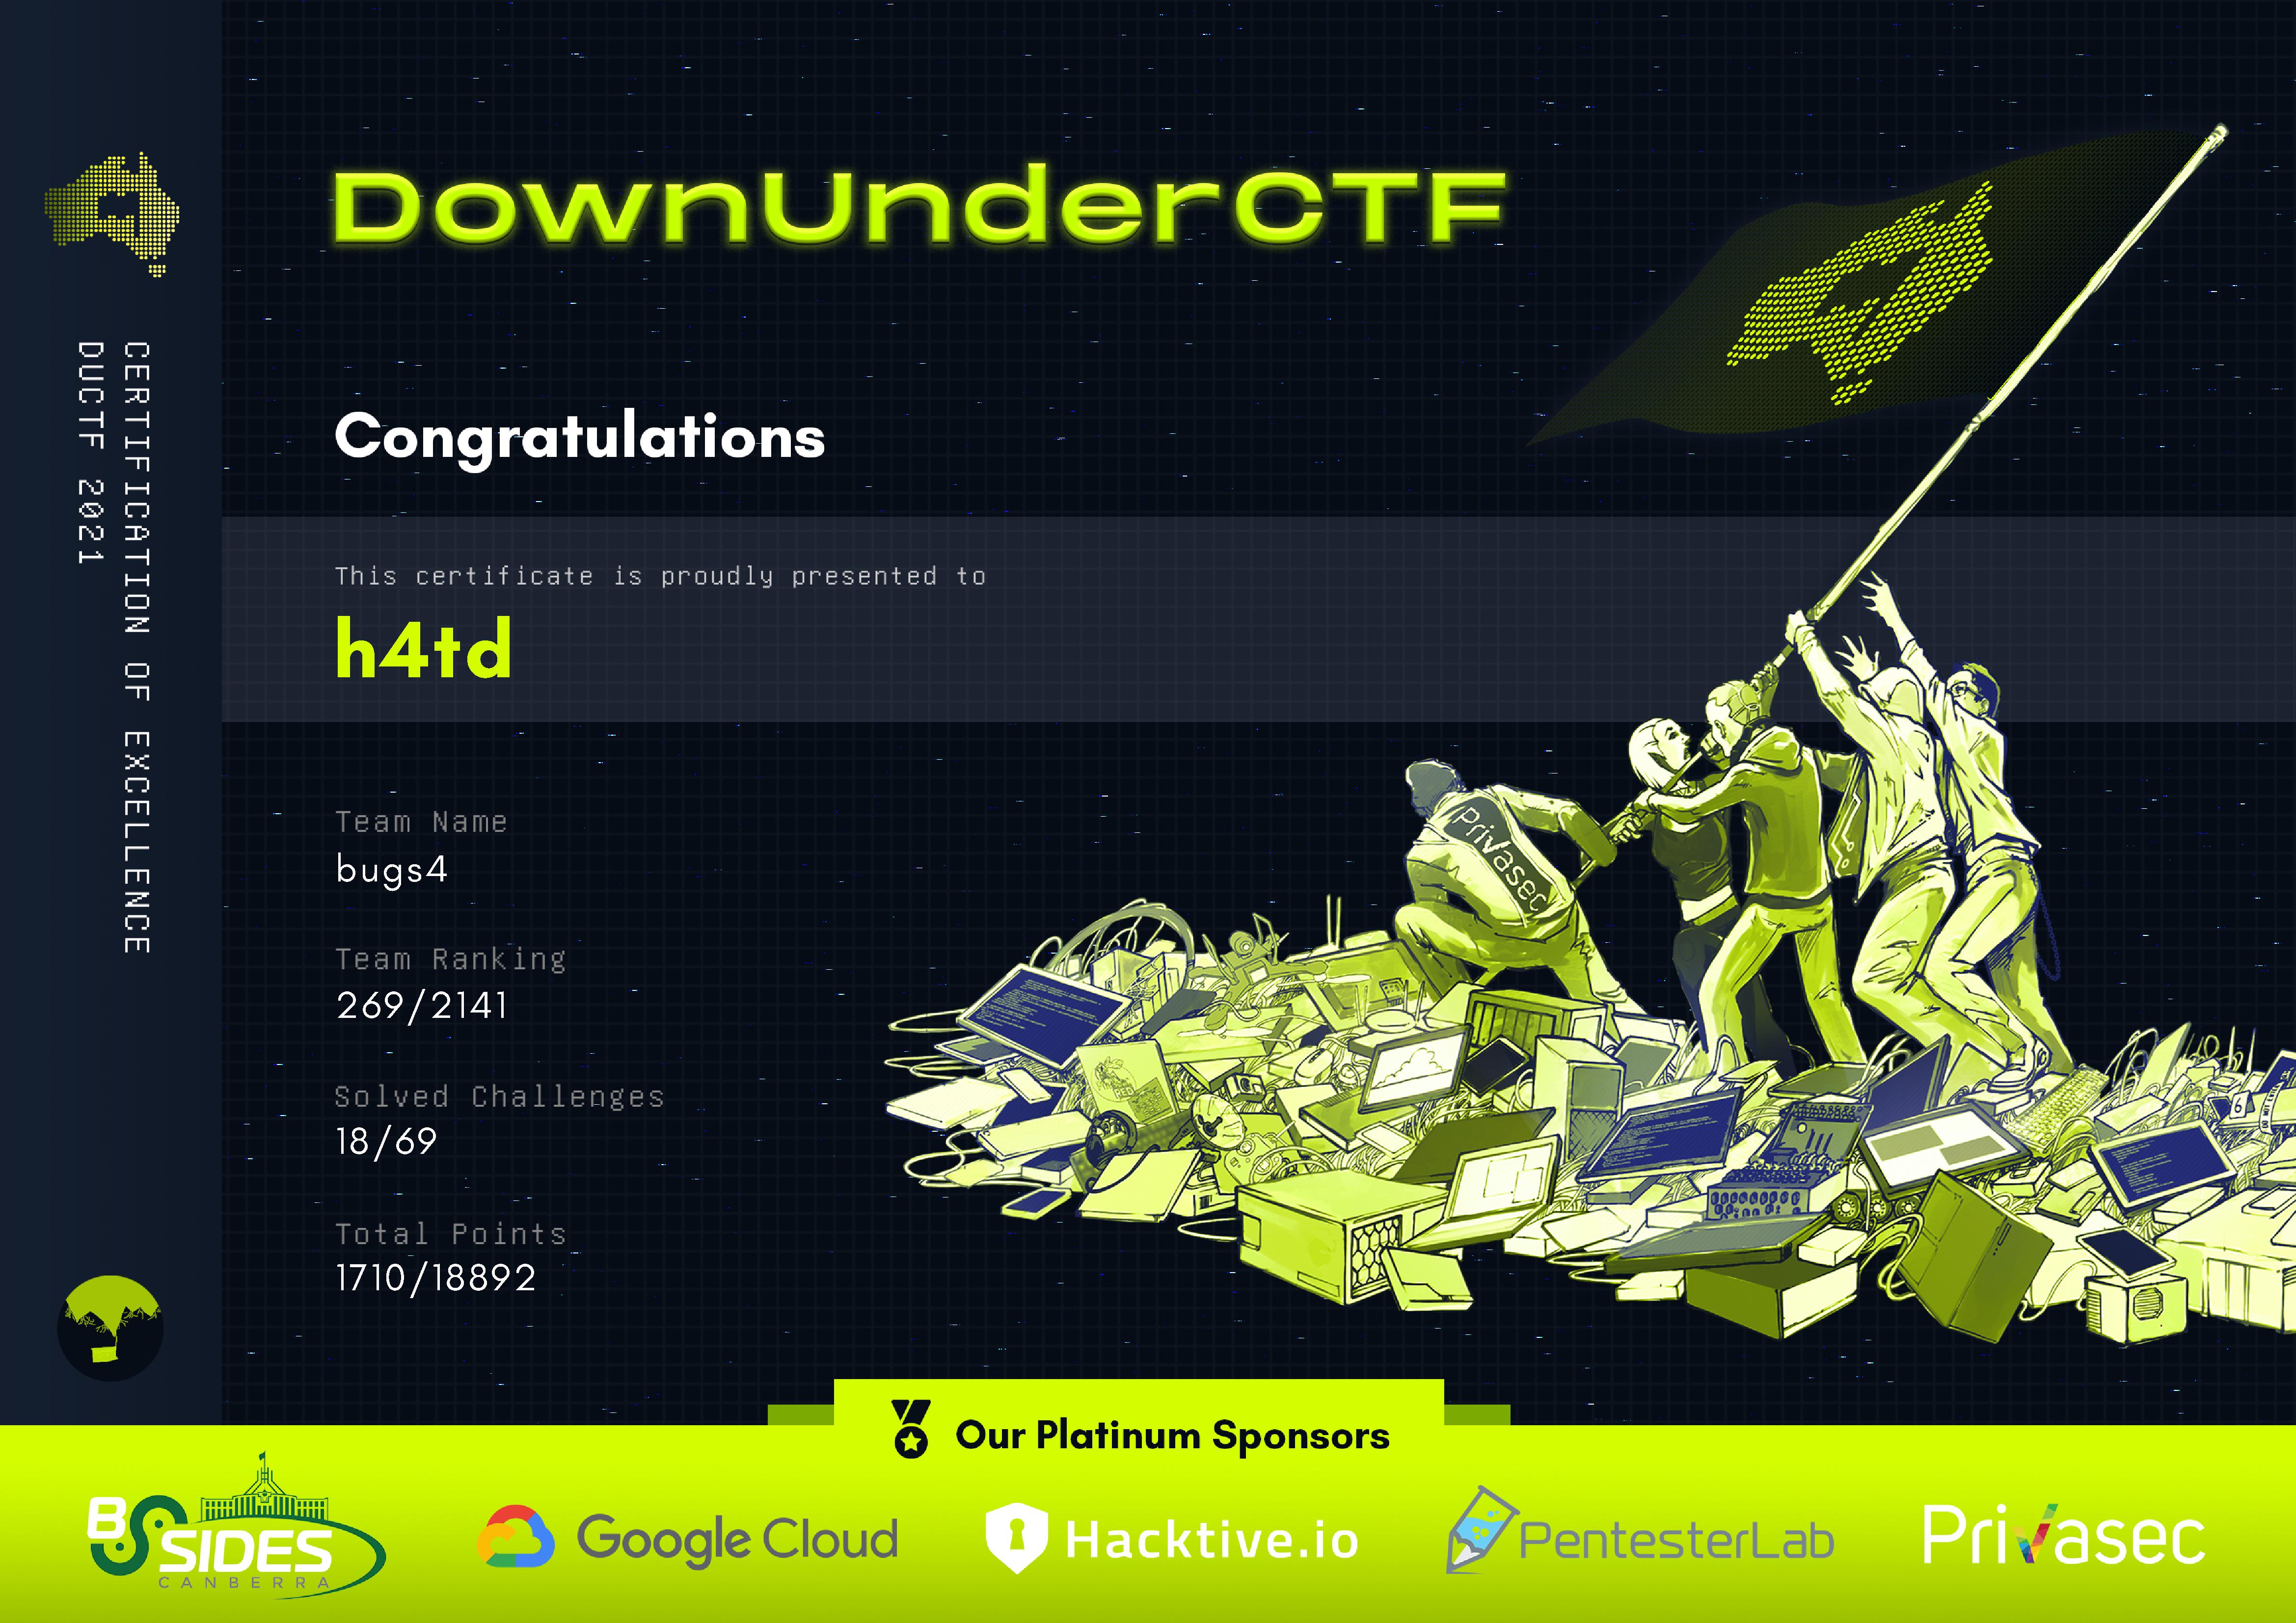 CERTIFICATION OF EXCELLENCE
DUCTF 2021
DownUnderCTF
Congratulations
This certificate is proudly presented to
h4td
Team Name
bugs4
Team Ranking
269/2141
Solved Challenges
18/69
Total Points
1710/18892
Privasec
Our Platinum Sponsors
BSIDES
CANBERRA
Google Cloud
Hacktive.io
PentesterLab
Privasec